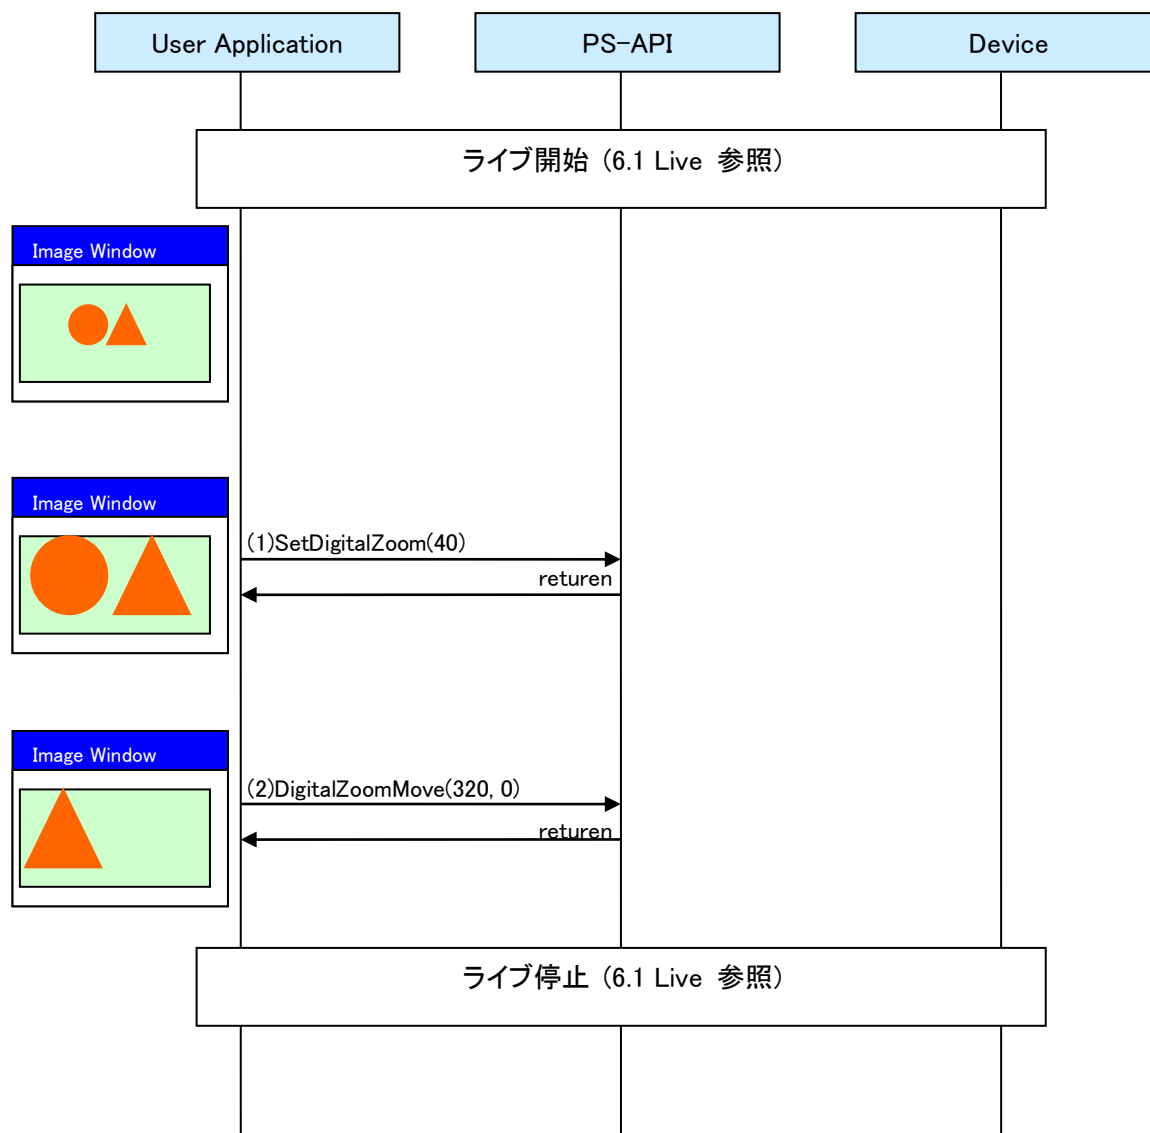 User Application
PS-API
Device
ライブ開始 (6.1 Live 参照)
Image Window
Image Window
(1)SetDigitalZoom(40)
returen
Image Window
(2)DigitalZoomMove(320, 0)
returen
ライブ停止 (6.1 Live 参照)